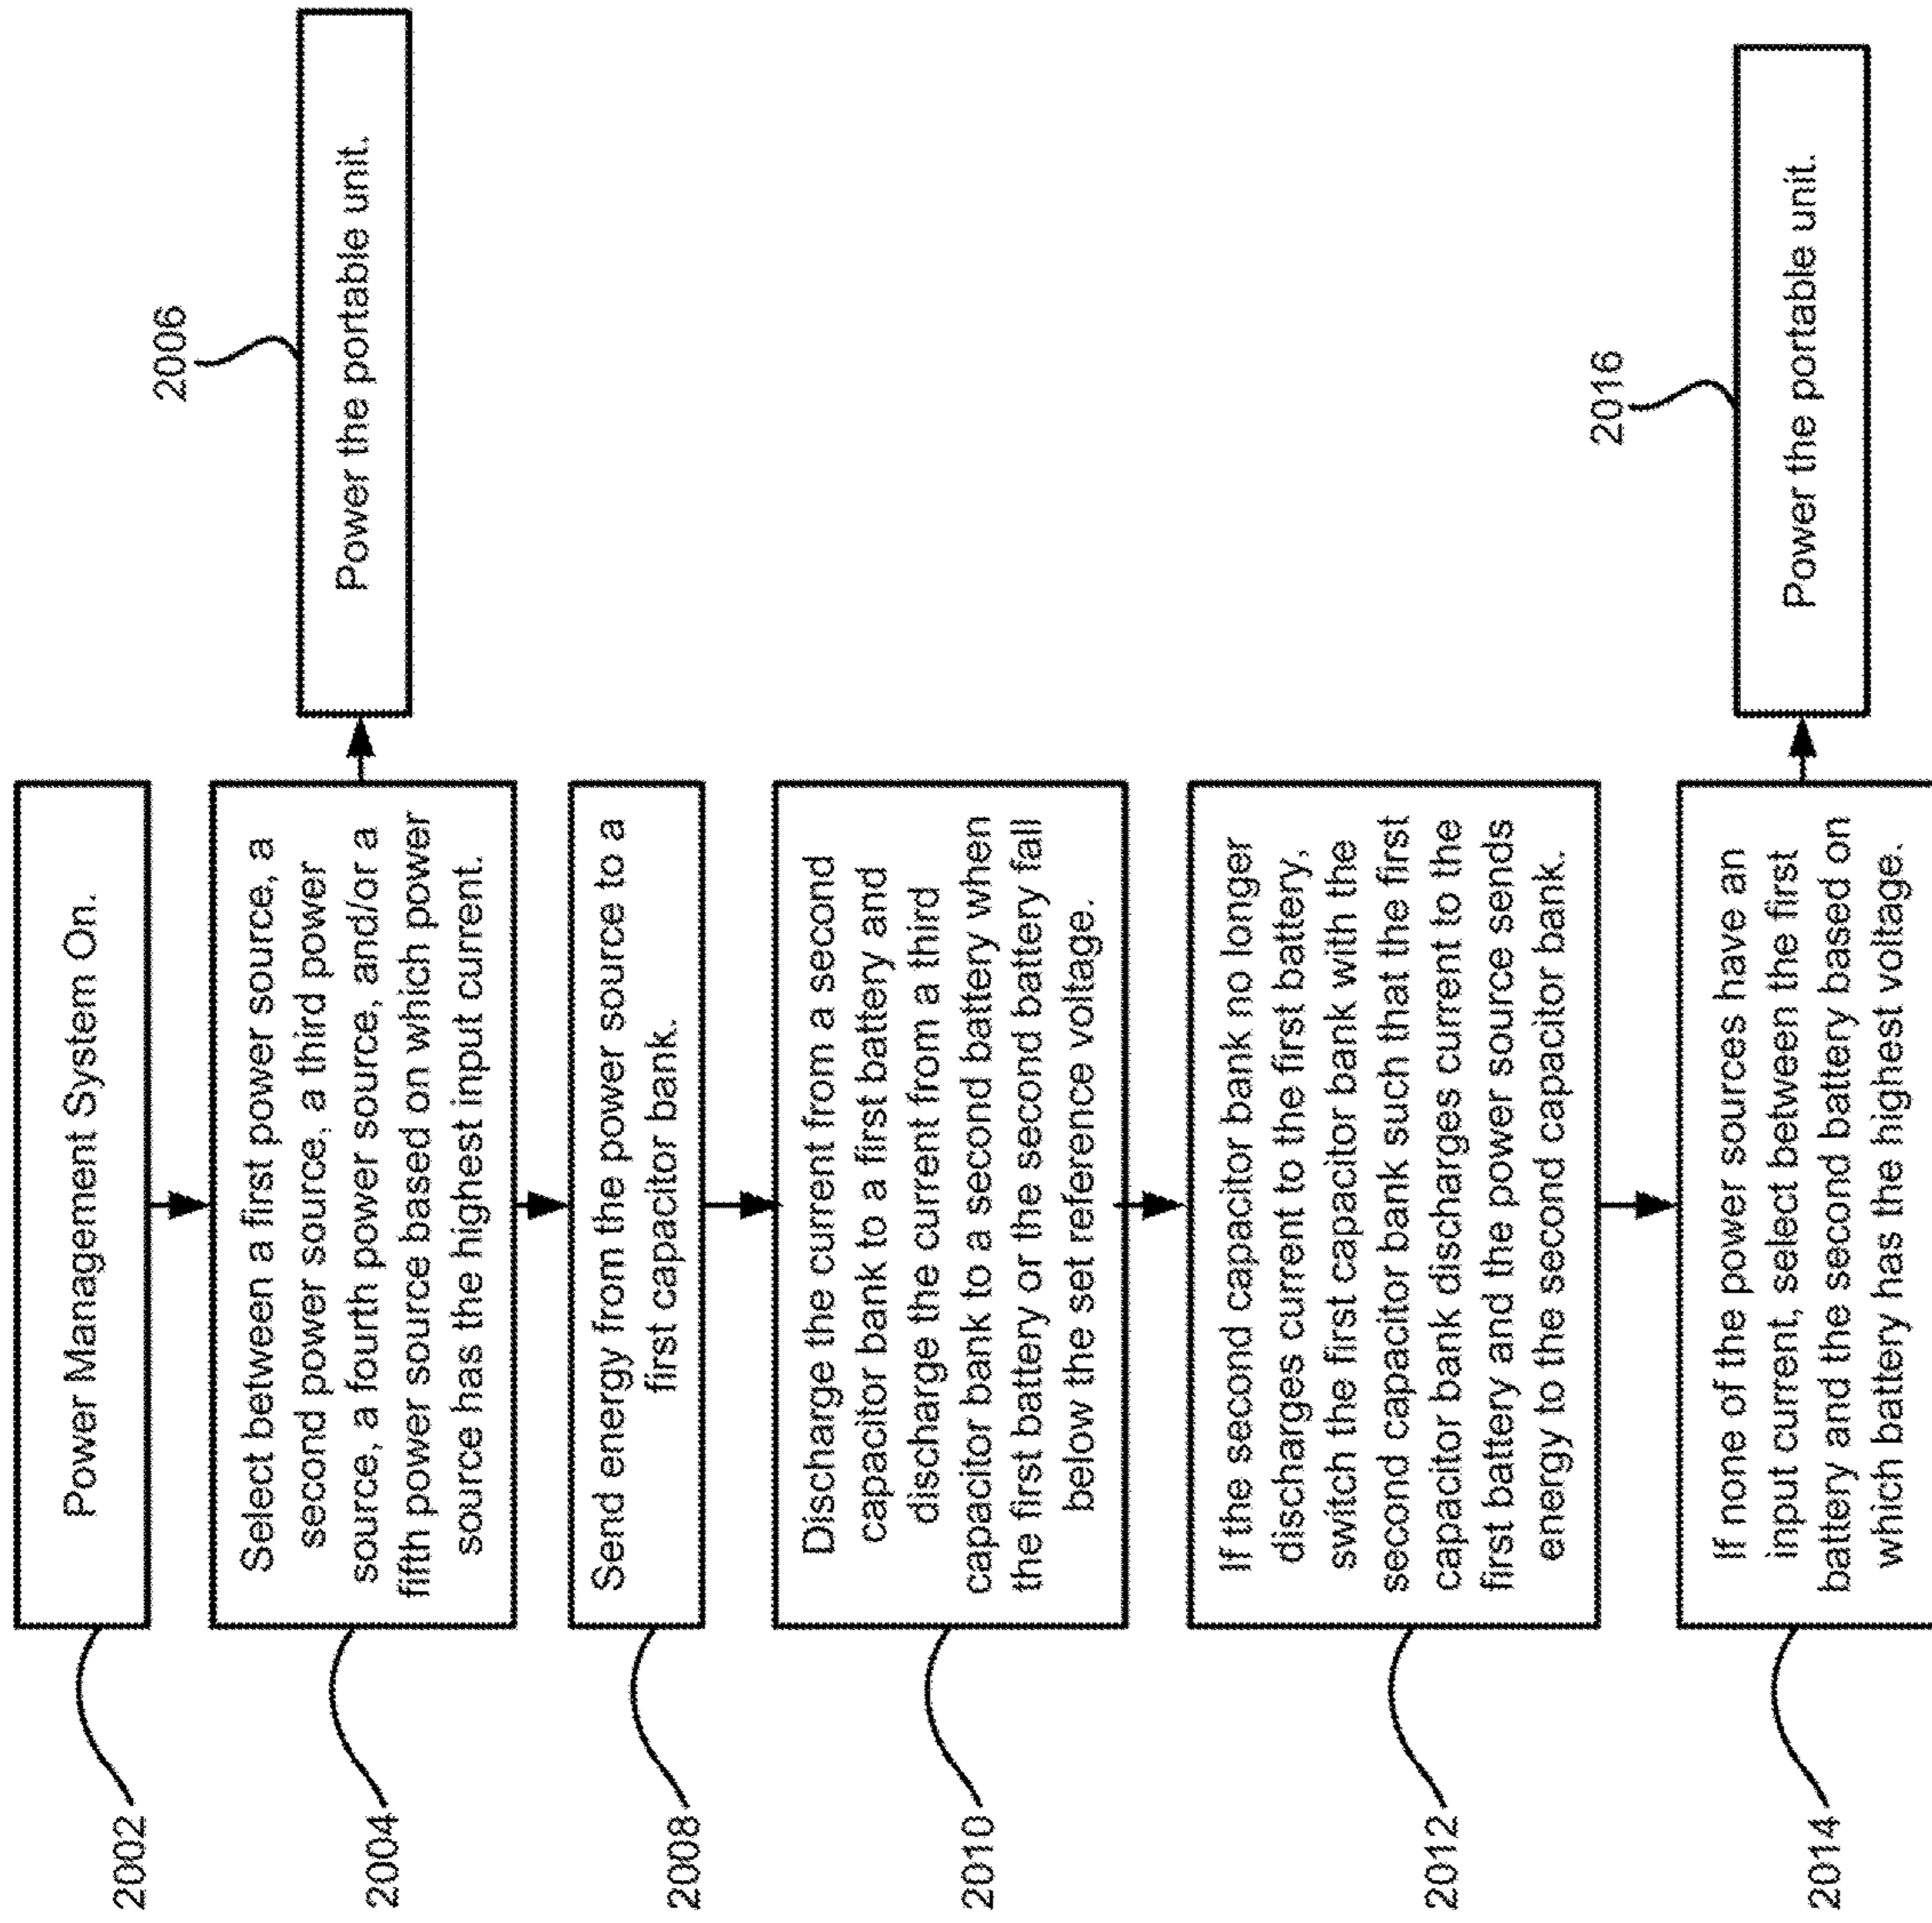 2002
Power Management System On.
2004
Select between a first power source, a
second power source, a third power
source, a fourth power source, and/or a
fifth power source based on which power
source has the highest input current.
2006
Power the portable unit.
2008
Send energy from the power source to a
first capacitor bank.
2010
Discharge the current from a second
capacitor bank to a first battery and
discharge the current from a third
capacitor bank to a second battery when
the first battery or the second battery fall
below the set reference voltage.
2012
If the second capacitor bank no longer
discharges current to the first battery,
switch the first capacitor bank with the
second capacitor bank such that the first
capacitor bank discharges current to the
first battery and the power source sends
energy to the second capacitor bank.
2014
If none of the power sources have an
input current, select between the first
battery and the second battery based on
which battery has the highest voltage.
2016
Power the portable unit.